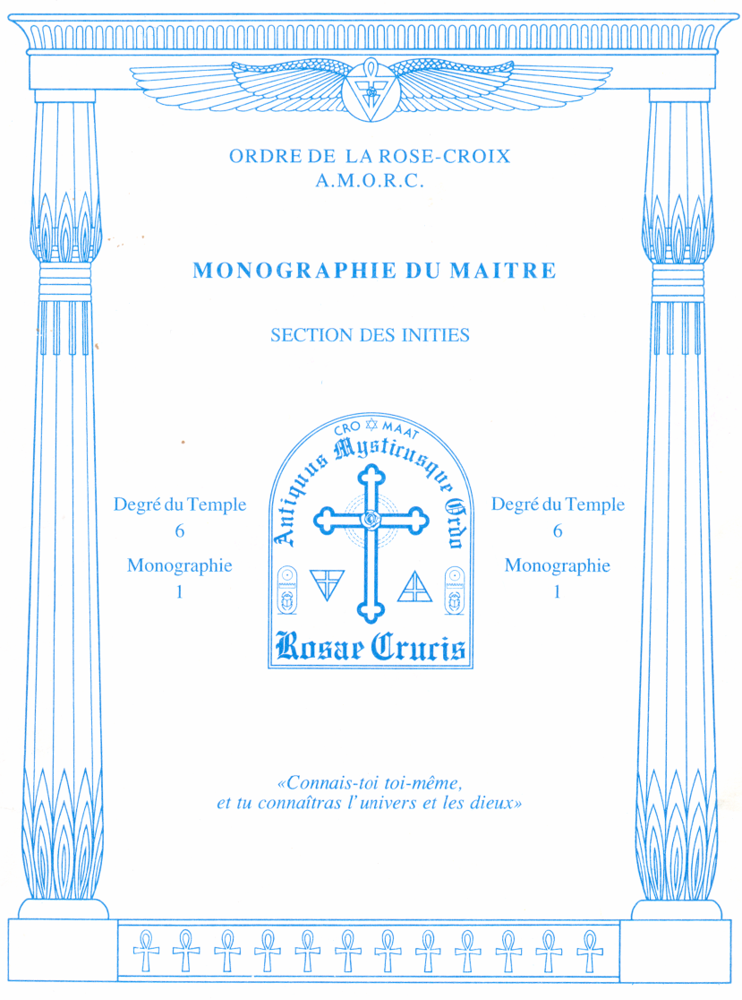 ORDRE DE LA ROSE-CROIX
A.M.O.R.C.
MONOGRAPHIE DU MAITRE
SECTION DES INITIES
CRO MAAT
Antiquus Mysticusque Ordo
Degré du Temple
6
Monographie
1
Rosae Crucis
Degré du Temple
6
Monographie
1
«Connais-toi toi-même,
et tu connaîtras l'univers et les dieux»